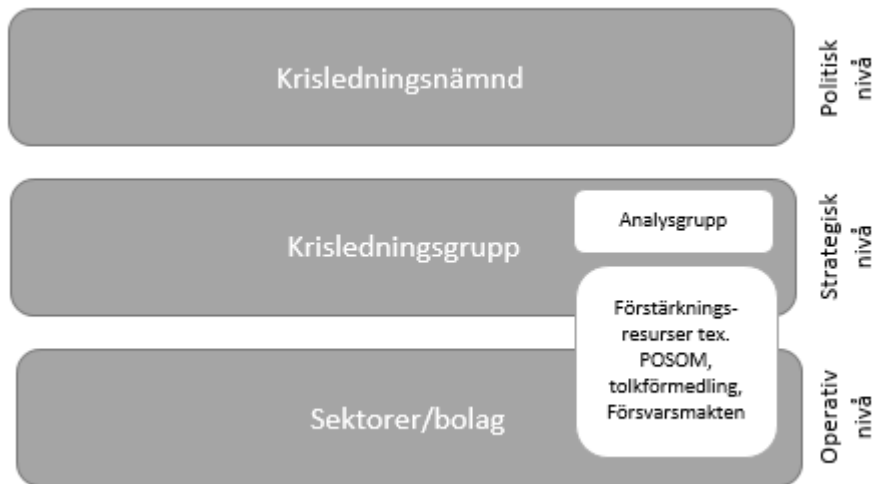 Krisledningsnämnd
Politisk
nivå
Krisledningsgrupp
Analysgrupp
Strategisk
nivå
Förstärknings-
resurser tex.
POSOM,
tolkförmedling,
Försvarsmakten
Sektorer/bolag
Operativ
nivå